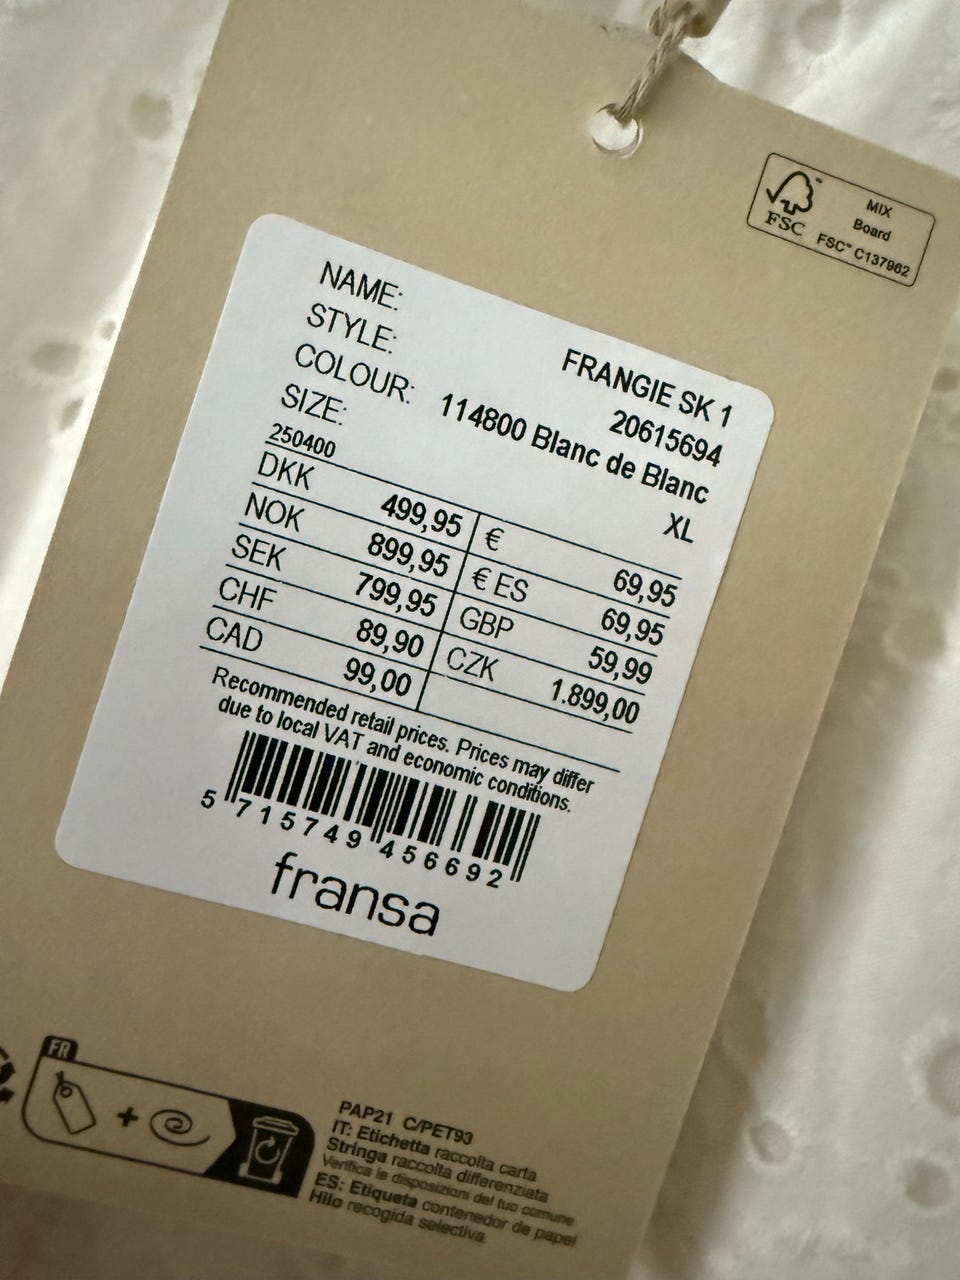 FSC™
MIX
Board
FSC™ C137962
NAME: FRANGIE SK 1
STYLE: 20615694
COLOUR: 114800 Blanc de Blanc
SIZE: XL
250400
DKK 499,95 € 69,95
NOK 899,95 € ES 69,95
SEK 799,95 GBP 59,99
CHF 89,90 CZK 1.899,00
CAD 99,00
Recommended retail prices. Prices may differ
due to local VAT and economic conditions.
5 715749 456692
fransa
FR
PAP21 C/PET93
IT: Etichetta raccolta carta
Stringa raccolta differenziata
Verifica le disposizioni del tuo comune
ES: Etiqueta contenedor de papel
Hilo recogida selectiva